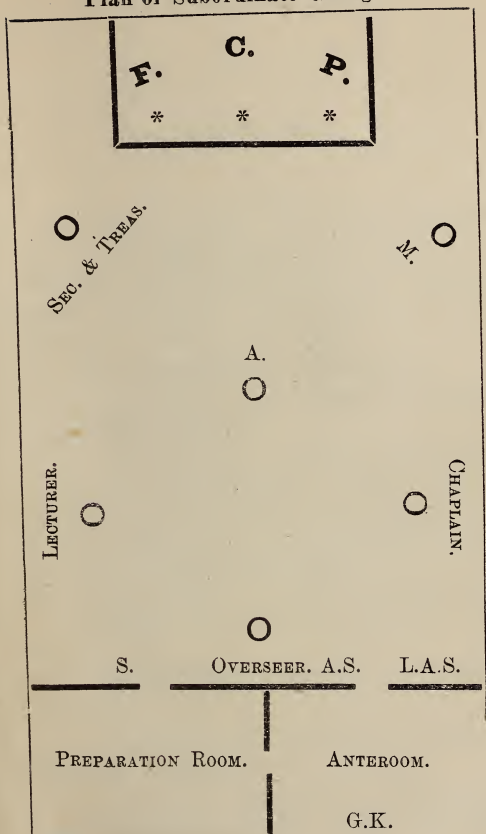 Plan of Subordinate
F. C. P.
* * *
SEC. & TREAS.
M.
A.
LECTURER.
CHAPLAIN.
S. OVERSEER. A.S. L.A.S.
PREPARATION ROOM. ANTEROOM.
G.K.